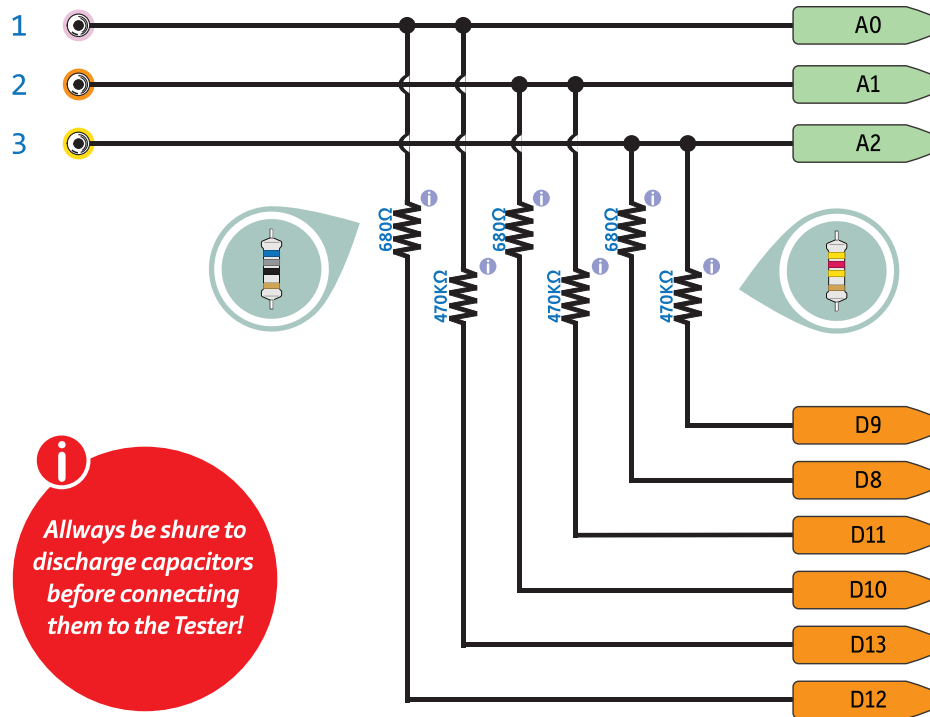 1
A0
2
A1
3
A2
680Ω
680Ω
680Ω
i
i
i
470KΩ
470KΩ
470KΩ
i
i
i
D9
D8
D11
D10
D13
D12
i
Allways be shure to
discharge capacitors
before connecting
them to the Tester!